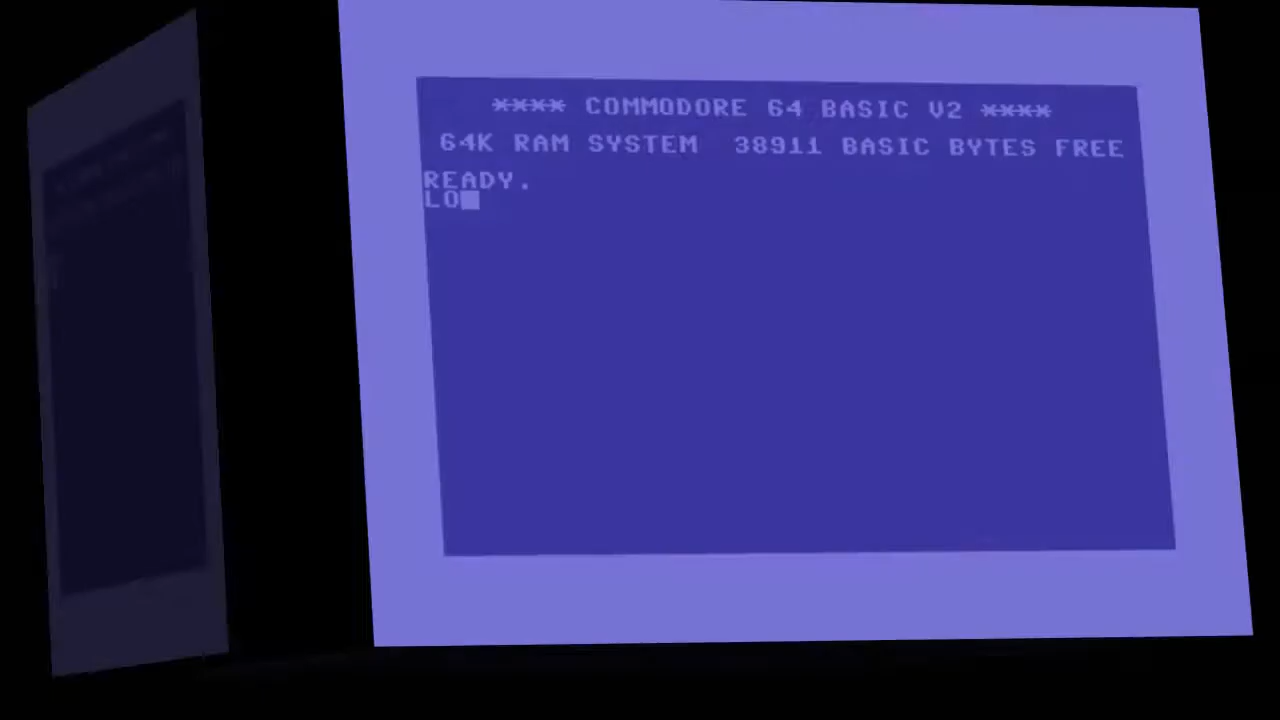 **** COMMODORE 64 BASIC V2 ****
64K RAM SYSTEM  38911 BASIC BYTES FREE
READY.
LO